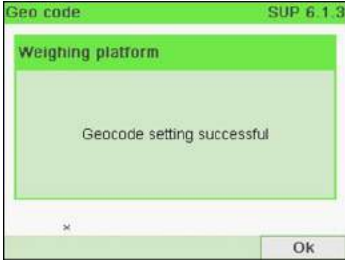 Geo code SUP 6.1.3
Weighing platform
Geocode setting successful
×
Ok